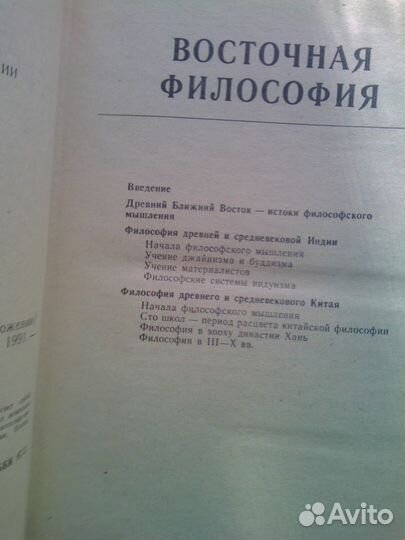 ИИ
ВОСТОЧНАЯ
ФИЛОСОФИЯ
Введение
Древний Ближний Восток — истоки философского
мышления
Философия древней и средневековой Индии
Начала философского мышления
Учение джайнизма и буддизма
Учение материалистов
Философские системы индуизма
Философия древнего и средневекового Китая
Начала философского мышления
Сто школ — период расцвета китайской философии
Философия в эпоху династии Хань
Философия в III—X вв.
1991.—
Avito